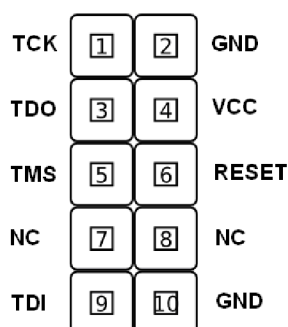 TCK 1 2 GND
TDO 3 4 VCC
TMS 5 6 RESET
NC 7 8 NC
TDI 9 10 GND